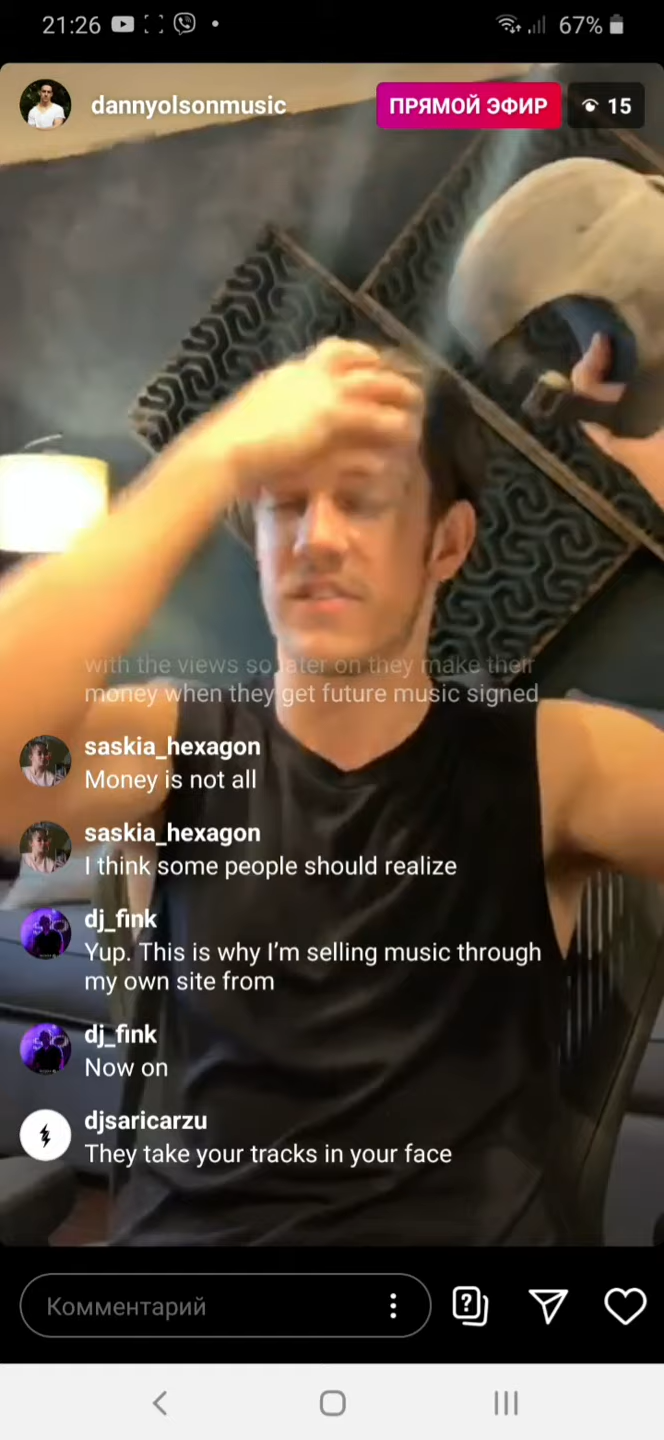 21:26
67%
dannyolsonmusic
ПРЯМОЙ ЭФИР
15
with the views so later on they make their
money when they get future music signed
saskia_hexagon
Money is not all
saskia_hexagon
I think some people should realize
dj_fink
Yup. This is why I’m selling music through
my own site from
dj_fink
Now on
djsaricarzu
They take your tracks in your face
Комментарий